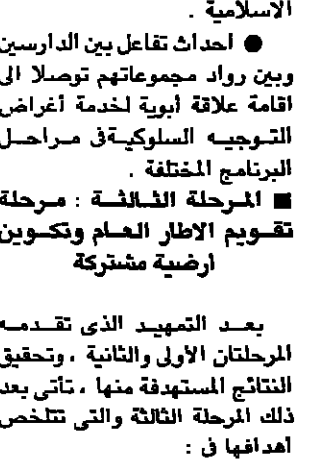 الاسلامية .
● احداث تفاعل بين الدارسين
وبين رواد مجموعاتهم توصلا الى
اقامة علاقة أبوية لخدمة أغراض
التوجيه السلوكية فى مراحل
البرنامج المختلفة .
■ المرحلة الثالثة : مرحلة
تقويم الاطار العام وتكوين
ارضية مشتركة
بعد التمهيد الذى تقدمه
المرحلتان الأولى والثانية ، وتحقيق
النتائج المستهدفة منها ، تأتى بعد
ذلك المرحلة الثالثة والتى تتلخص
أهدافها فى :